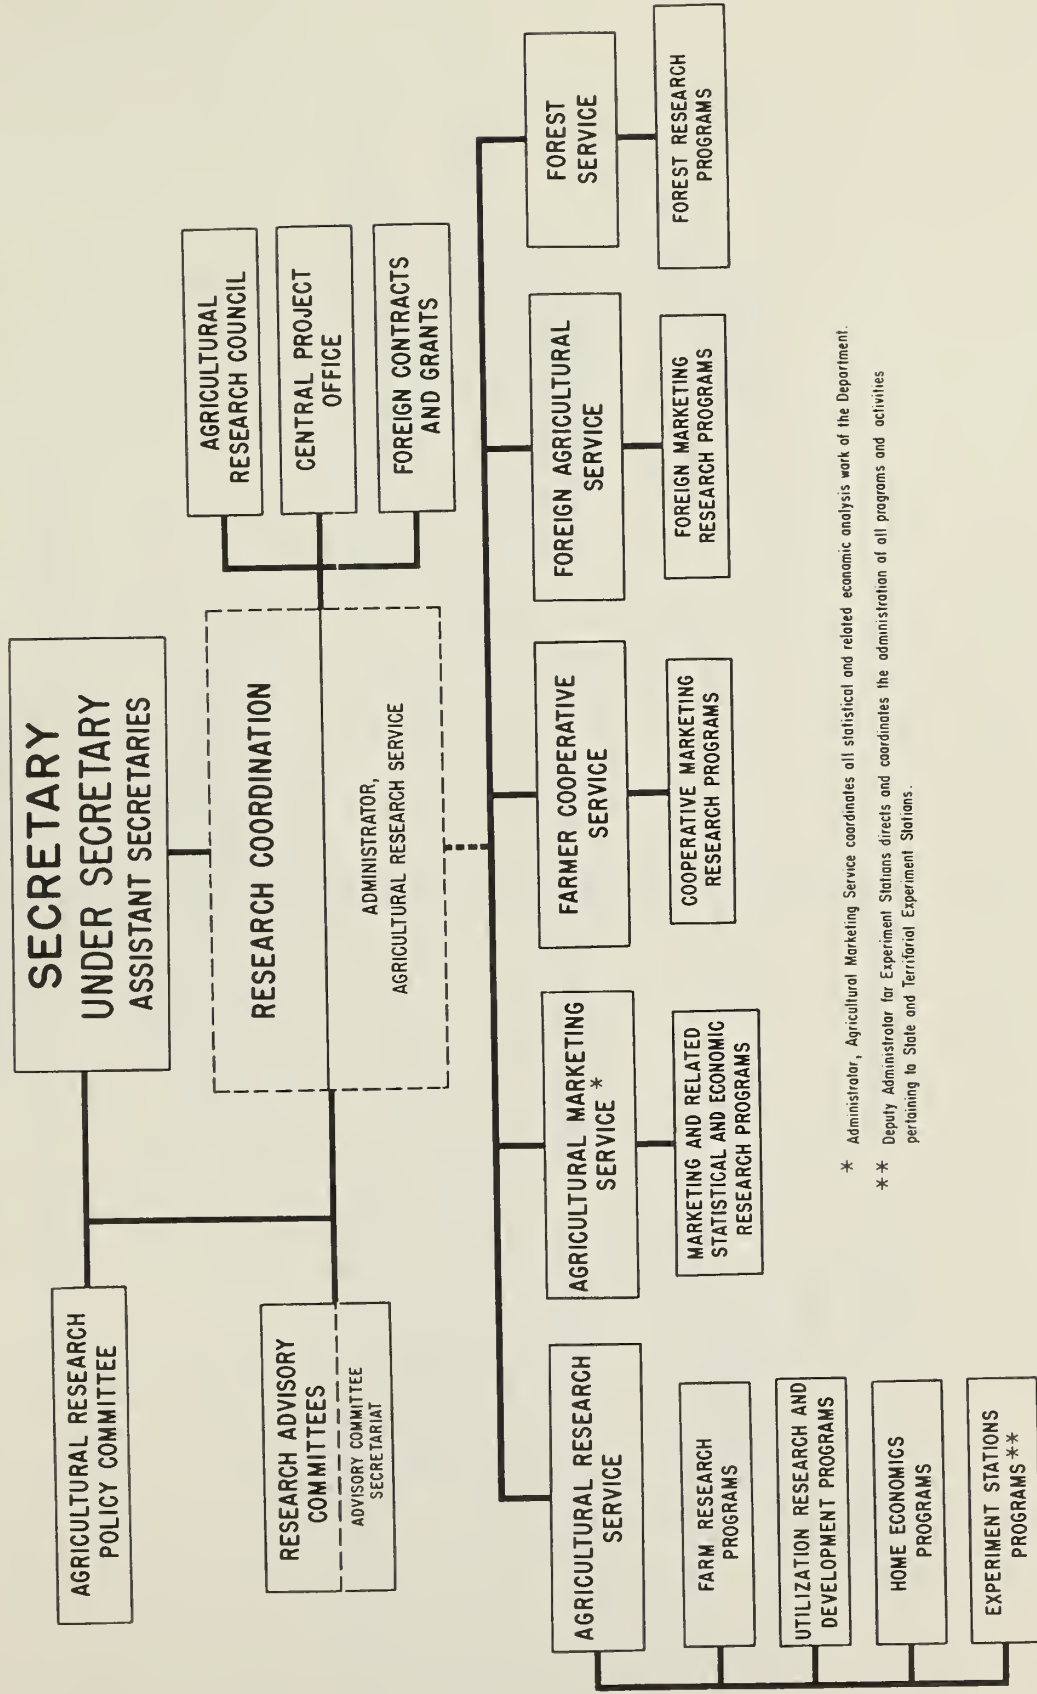 SECRETARY
UNDER SECRETARY
ASSISTANT SECRETARIES
AGRICULTURAL RESEARCH
POLICY COMMITTEE
RESEARCH ADVISORY
COMMITTEES
ADVISORY COMMITTEE
SECRETARIAT
RESEARCH COORDINATION
ADMINISTRATOR,
AGRICULTURAL RESEARCH SERVICE
AGRICULTURAL
RESEARCH COUNCIL
CENTRAL PROJECT
OFFICE
FOREIGN CONTRACTS
AND GRANTS
AGRICULTURAL RESEARCH
SERVICE
FARM RESEARCH
PROGRAMS
UTILIZATION RESEARCH AND
DEVELOPMENT PROGRAMS
HOME ECONOMICS
PROGRAMS
EXPERIMENT STATIONS
PROGRAMS **
AGRICULTURAL MARKETING
SERVICE *
MARKETING AND RELATED
STATISTICAL AND ECONOMIC
RESEARCH PROGRAMS
FARMER COOPERATIVE
SERVICE
COOPERATIVE MARKETING
RESEARCH PROGRAMS
FOREIGN AGRICULTURAL
SERVICE
FOREIGN MARKETING
RESEARCH PROGRAMS
FOREST
SERVICE
FOREST RESEARCH
PROGRAMS
* Administrator, Agricultural Marketing Service coordinates all statistical and related economic analysis work of the Department.
** Deputy Administrator for Experiment Stations directs and coordinates the administration of all programs and activities
pertaining to State and Territorial Experiment Stations.